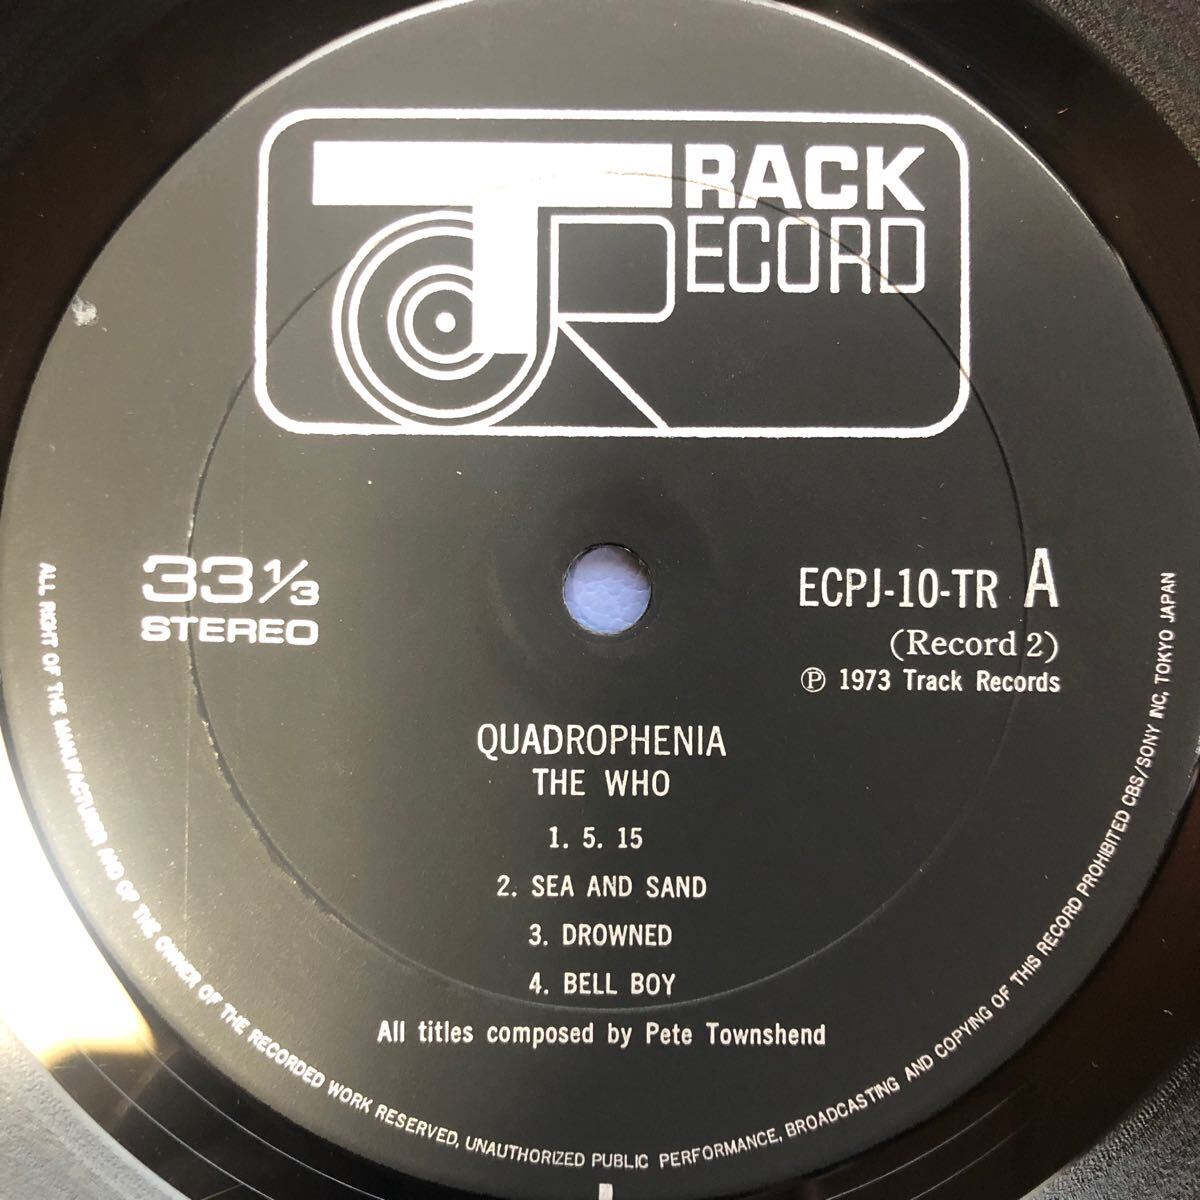 TRACK
RECORD
33 1/3
STEREO
ECPJ-10-TR A
(Record 2)
Ⓟ 1973 Track Records
QUADROPHENIA
THE WHO
1. 5. 15
2. SEA AND SAND
3. DROWNED
4. BELL BOY
All titles composed by Pete Townshend
ALL RIGHT OF THE MANUFACTURER AND OF THE OWNER OF THE RECORDED WORK RESERVED, UNAUTHORIZED PUBLIC PERFORMANCE, BROADCASTING AND COPYING OF THIS RECORD PROHIBITED CBS/SONY INC, TOKYO JAPAN